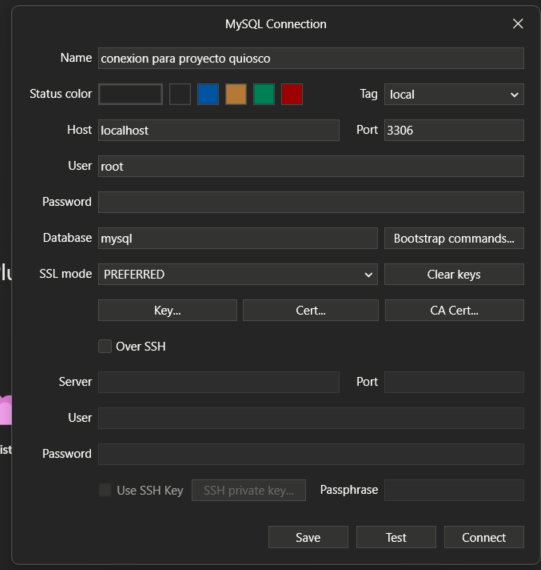 MySQL Connection
Name conexion para proyecto quiosco
Status color Tag local
Host localhost Port 3306
User root
Password
Database mysql Bootstrap commands...
SSL mode PREFERRED Clear keys
Key... Cert... CA Cert...
Over SSH
Server Port
User
Password
Use SSH Key SSH private key... Passphrase
Save Test Connect